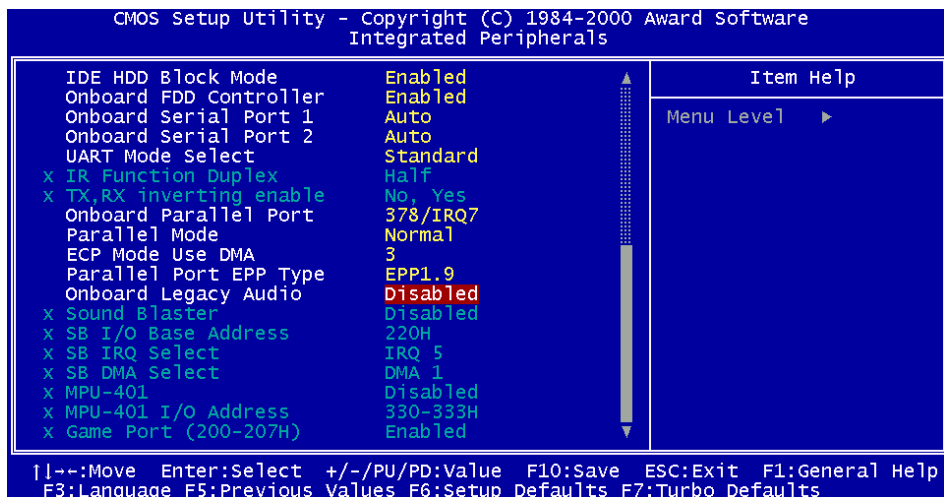 CMOS Setup Utility - Copyright (C) 1984-2000 Award Software
Integrated Peripherals
IDE HDD Block Mode Enabled
Onboard FDD Controller Enabled
Onboard Serial Port 1 Auto
Onboard Serial Port 2 Auto
UART Mode Select Standard
x IR Function Duplex Half
x TX,RX inverting enable No, Yes
Onboard Parallel Port 378/IRQ7
Parallel Mode Normal
ECP Mode Use DMA 3
Parallel Port EPP Type EPP1.9
Onboard Legacy Audio Disabled
x Sound Blaster Disabled
x SB I/O Base Address 220H
x SB IRQ Select IRQ 5
x SB DMA Select DMA 1
x MPU-401 Disabled
x MPU-401 I/O Address 330-333H
x Game Port (200-207H) Enabled
Item Help
Menu Level ►
↑↓→←:Move Enter:Select +/-/PU/PD:Value F10:Save ESC:Exit F1:General Help
F3:Language F5:Previous Values F6:Setup Defaults F7:Turbo Defaults